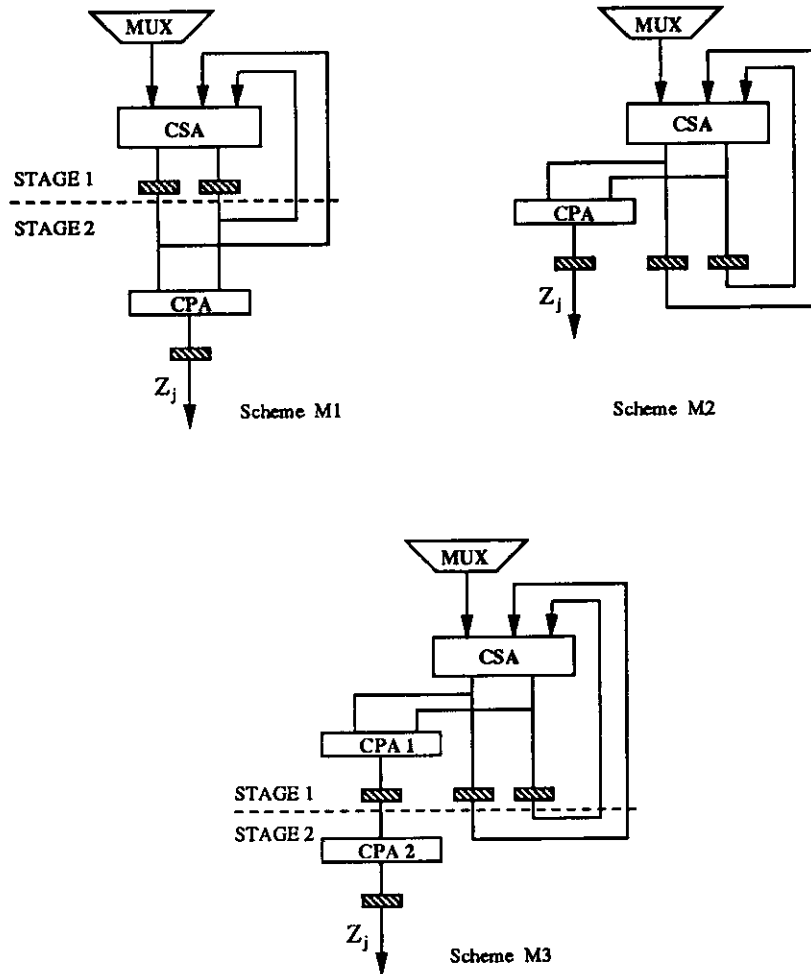 MUX
CSA
STAGE 1
STAGE 2
CPA
Zj
Scheme M1
MUX
CSA
CPA
Zj
Scheme M2
MUX
CSA
CPA 1
STAGE 1
STAGE 2
CPA 2
Zj
Scheme M3